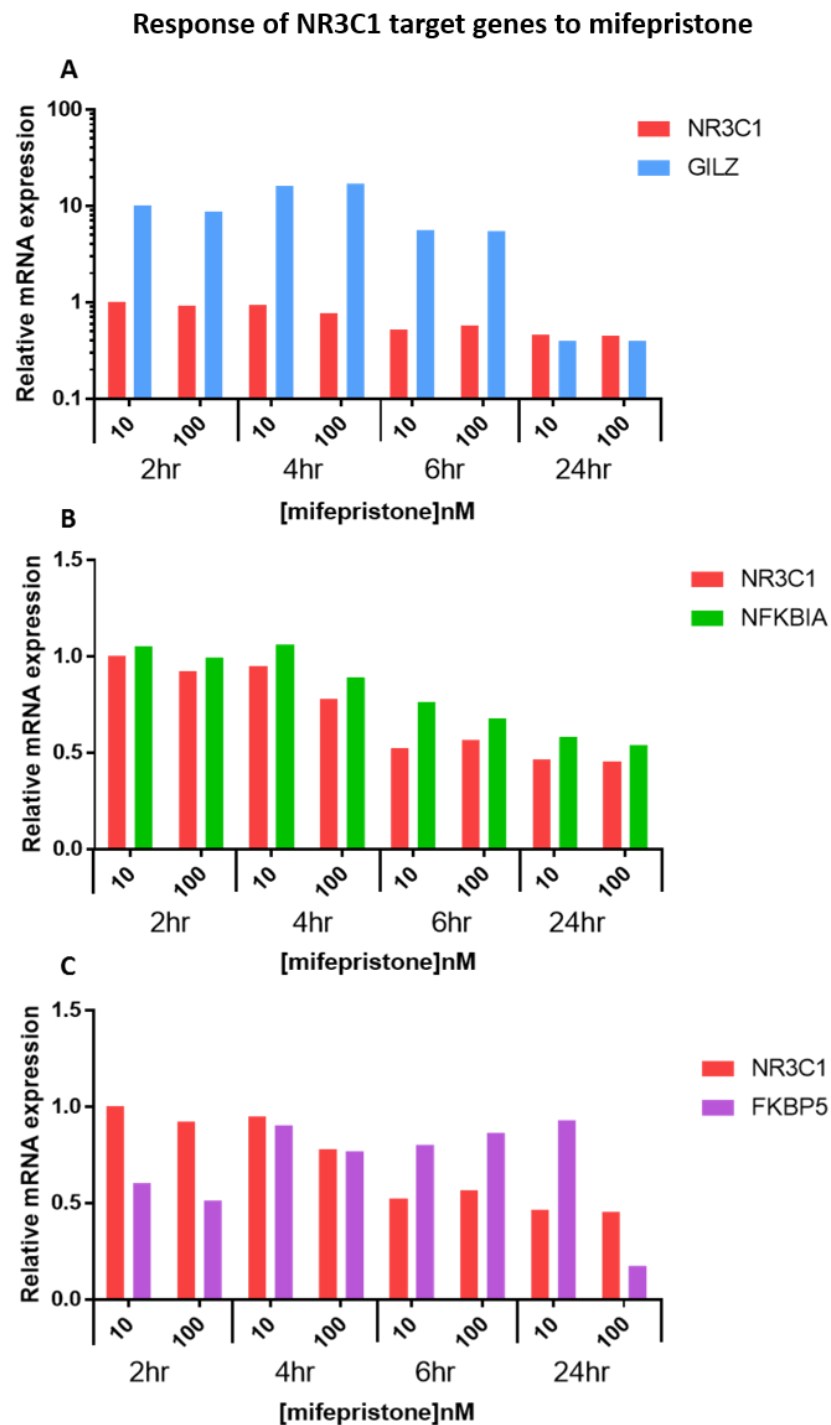 Response of NR3C1 target genes to mifepristone
A
Relative mRNA expression
100
10
1
0.1
NR3C1
GILZ
10 100 10 100 10 100 10 100
2hr 4hr 6hr 24hr
[mifepristone]nM
B
Relative mRNA expression
1.5
1.0
0.5
0.0
NR3C1
NFKBIA
10 100 10 100 10 100 10 100
2hr 4hr 6hr 24hr
[mifepristone]nM
C
Relative mRNA expression
1.5
1.0
0.5
0.0
NR3C1
FKBP5
10 100 10 100 10 100 10 100
2hr 4hr 6hr 24hr
[mifepristone]nM